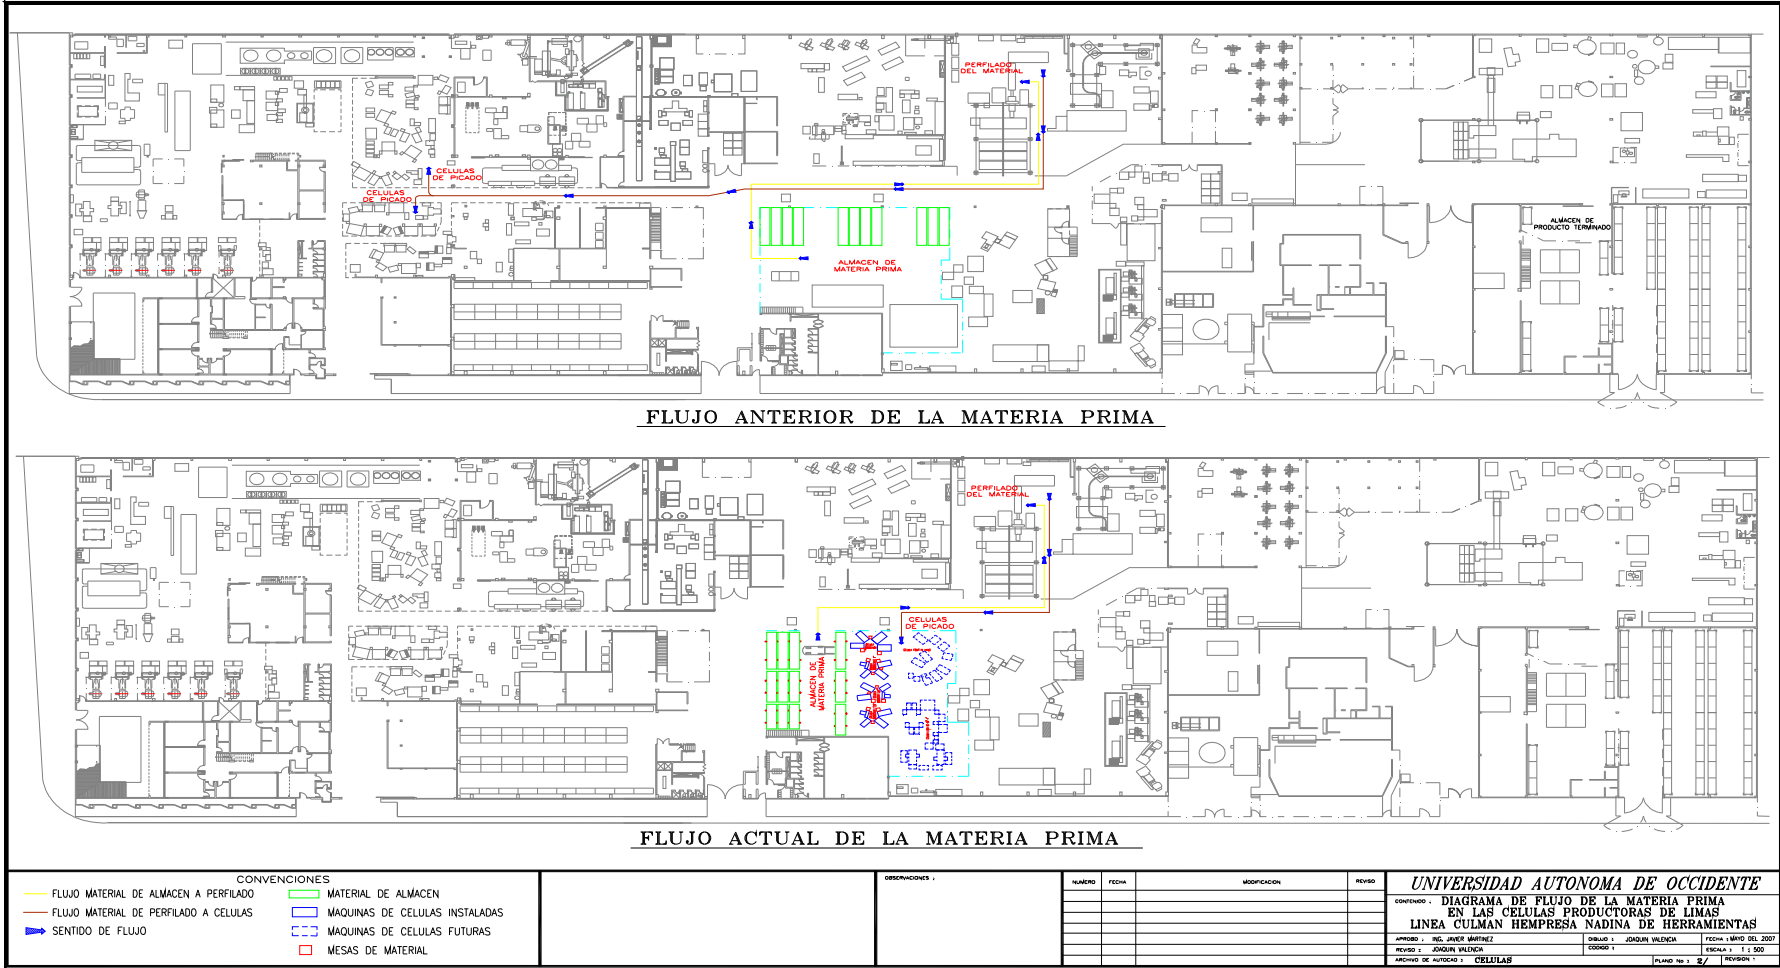 PERFILADO
DEL MATERIAL
CELULAS
DE PICADO
CELULAS
DE PICADO
ALMACEN DE
MATERIA PRIMA
ALMACEN DE
PRODUCTO TERMINADO
FLUJO ANTERIOR DE LA MATERIA PRIMA
PERFILADO
DEL MATERIAL
CELULAS
DE PICADO
ALMACEN DE
MATERIA PRIMA
FLUJO ACTUAL DE LA MATERIA PRIMA
CONVENCIONES
FLUJO MATERIAL DE ALMACEN A PERFILADO
FLUJO MATERIAL DE PERFILADO A CELULAS
SENTIDO DE FLUJO
MATERIAL DE ALMACEN
MAQUINAS DE CELULAS INSTALADAS
MAQUINAS DE CELULAS FUTURAS
MESAS DE MATERIAL
OBSERVACIONES :
NUMERO FECHA MODIFICACION REVISO
UNIVERSIDAD AUTONOMA DE OCCIDENTE
CONTENIDO : DIAGRAMA DE FLUJO DE LA MATERIA PRIMA
EN LAS CELULAS PRODUCTORAS DE LIMAS
LINEA CULMAN HEMPRESA NADINA DE HERRAMIENTAS
APROBO : ING. JAVIER MARTINEZ DIBUJO : JOAQUIN VALENCIA FECHA : MAYO DEL 2007
REVISO : JOAQUIN VALENCIA CODIGO : ESCALA : 1 : 500
ARCHIVO DE AUTOCAD : CELULAS PLANO No : 2/ REVISION :